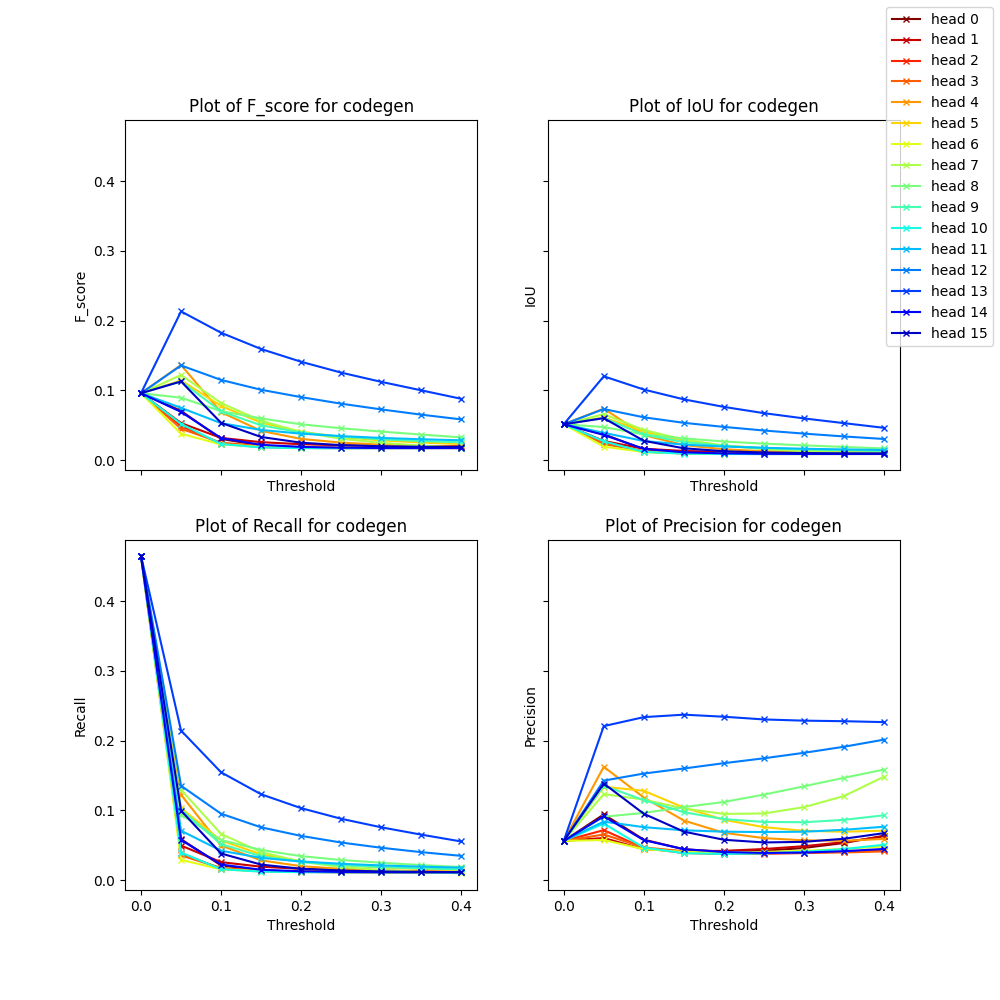 Plot of F_score for codegen
F_score
0.4
0.3
0.2
0.1
0.0
Threshold
Plot of IoU for codegen
IoU
Threshold
head 0
head 1
head 2
head 3
head 4
head 5
head 6
head 7
head 8
head 9
head 10
head 11
head 12
head 13
head 14
head 15
Plot of Recall for codegen
Recall
0.4
0.3
0.2
0.1
0.0
0.0 0.1 0.2 0.3 0.4
Threshold
Plot of Precision for codegen
Precision
0.0 0.1 0.2 0.3 0.4
Threshold